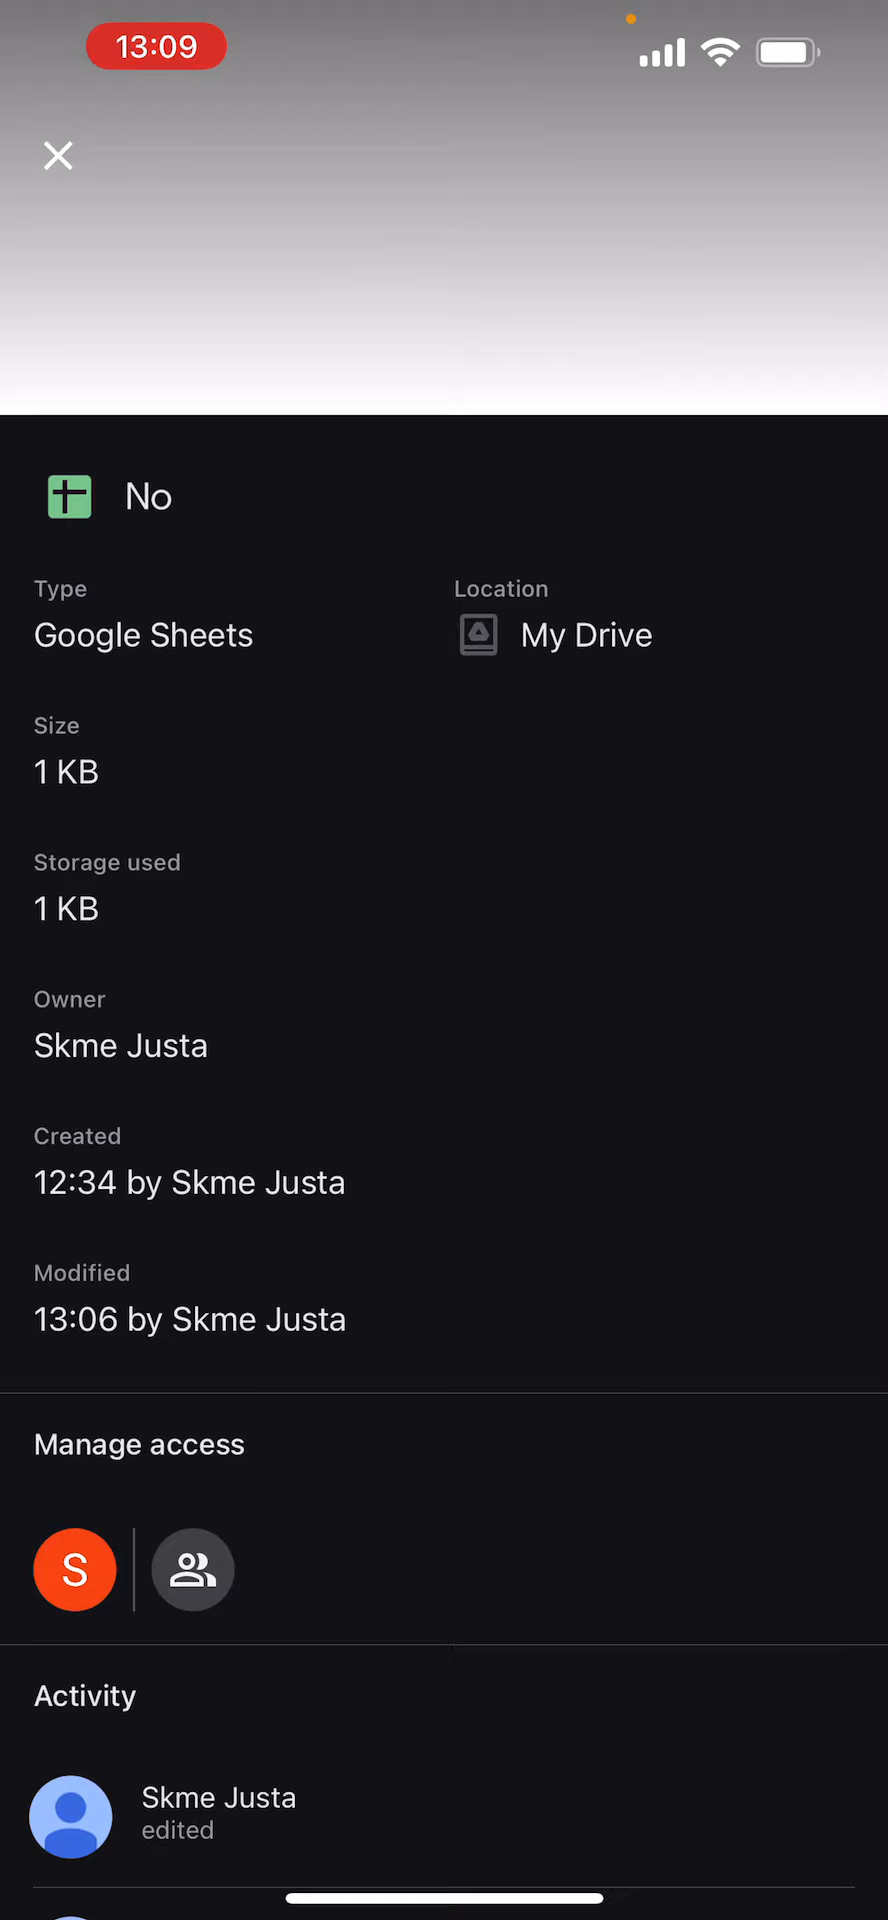 13:09
No
Type
Location
Google Sheets
My Drive
Size
1 KB
Storage used
1 KB
Owner
Skme Justa
Created
12:34 by Skme Justa
Modified
13:06 by Skme Justa
Manage access
S
Activity
Skme Justa
edited